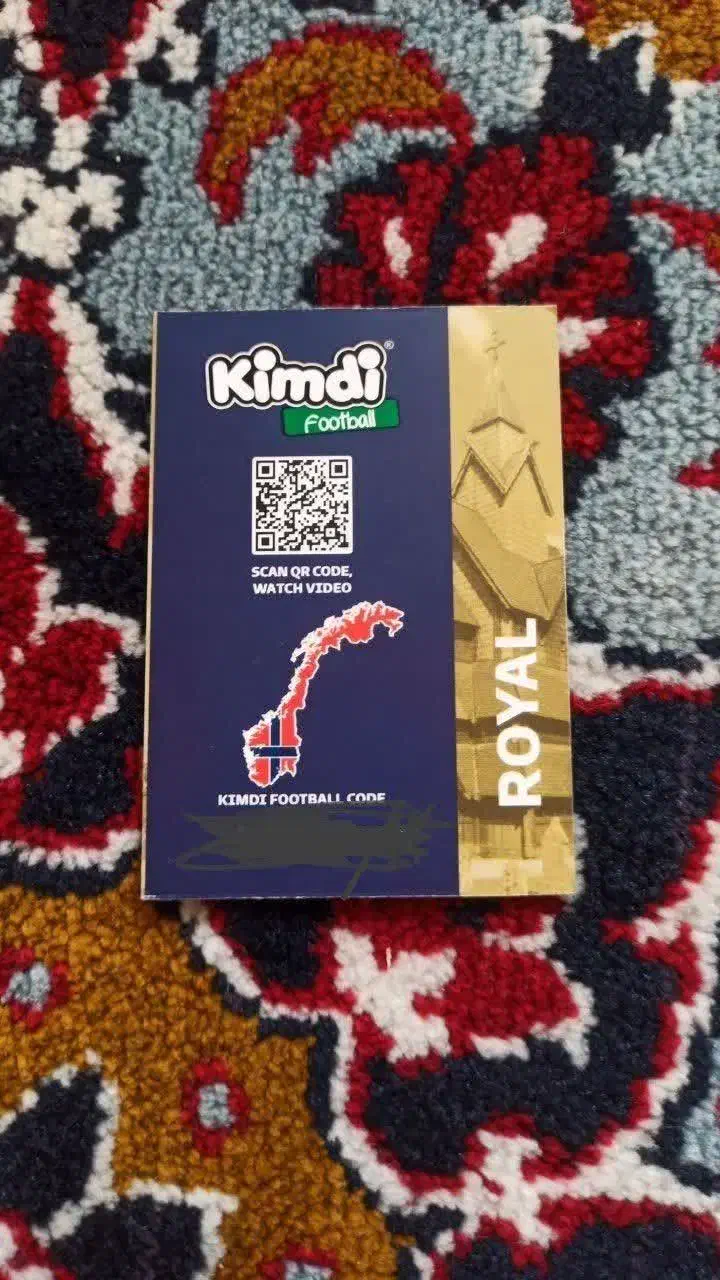 Kimdi®
Football
SCAN QR CODE,
WATCH VIDEO
KIMDI FOOTBALL CODE
ROYAL